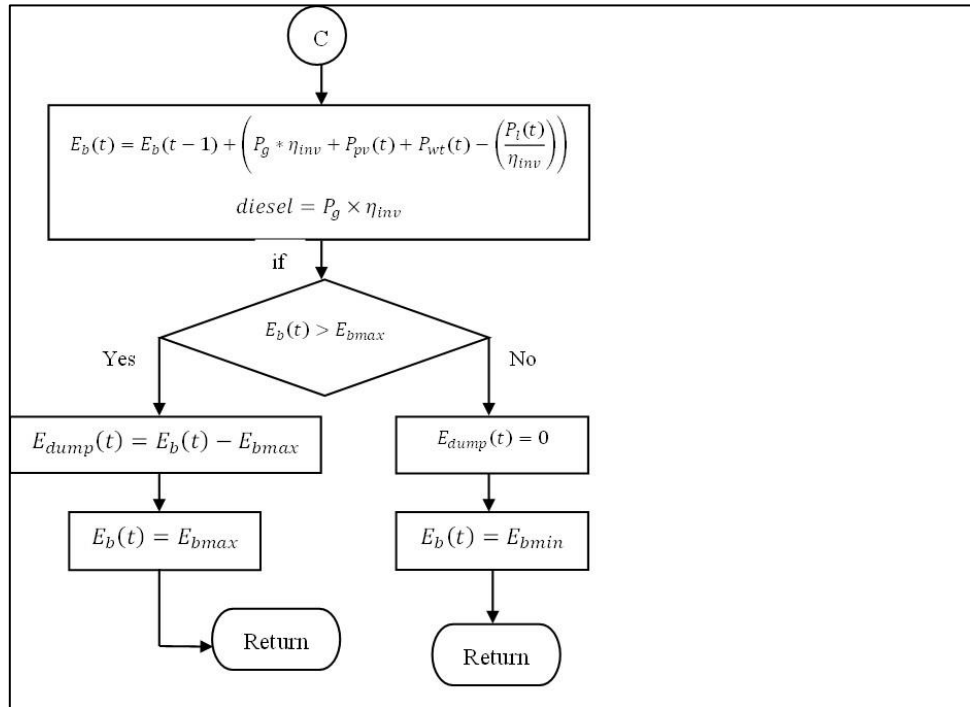 C
E_b(t) = E_b(t − 1) + (P_g * η_inv + P_pv(t) + P_wt(t) − (P_l(t) / η_inv))
diesel = P_g × η_inv
if
E_b(t) > E_bmax
Yes
No
E_dump(t) = E_b(t) − E_bmax
E_dump(t) = 0
E_b(t) = E_bmax
E_b(t) = E_bmin
Return
Return